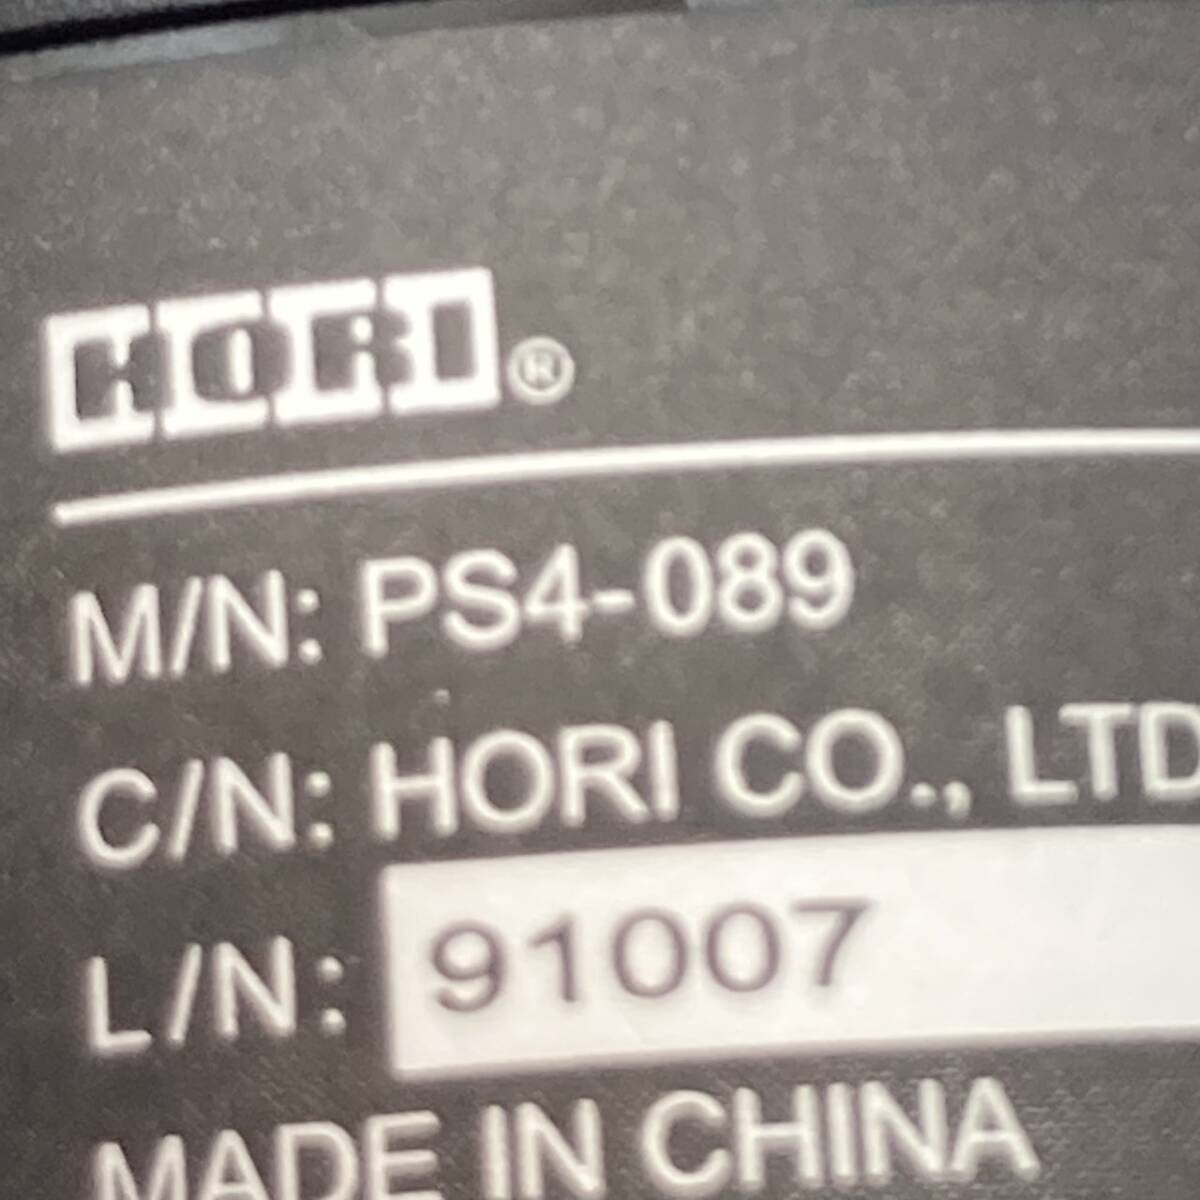 HORI®
M/N: PS4-089
C/N: HORI CO., LTD
L/N: 91007
MADE IN CHINA